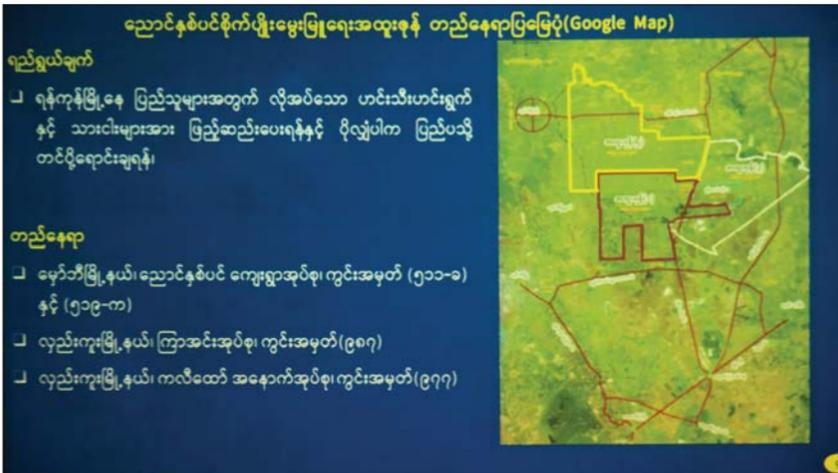 ညောင်နှစ်ပင်စိုက်ပျိုးမွေးမြူရေးအထူးဇုန် တည်နေရာပြမြေပုံ(Google Map)
ရည်ရွယ်ချက်
❑ ရန်ကုန်မြို့နေ ပြည်သူများအတွက် လိုအပ်သော ဟင်းသီးဟင်းရွက်
နှင့် သားငါးများအား ဖြည့်ဆည်းပေးရန်နှင့် ပိုလျှံပါက ပြည်ပသို့
တင်ပို့ရောင်းချရန်၊
တည်နေရာ
❑ မှော်ဘီမြို့နယ်၊ ညောင်နှစ်ပင် ကျေးရွာအုပ်စု၊ ကွင်းအမှတ် (၅၁၁-ခ)
နှင့် (၅၁၉-က)
❑ လှည်းကူးမြို့နယ်၊ ကြာအင်းအုပ်စု၊ ကွင်းအမှတ်(၉၈၇)
❑ လှည်းကူးမြို့နယ်၊ ကလီထော် အနောက်အုပ်စု၊ ကွင်းအမှတ်(၉၇၇)